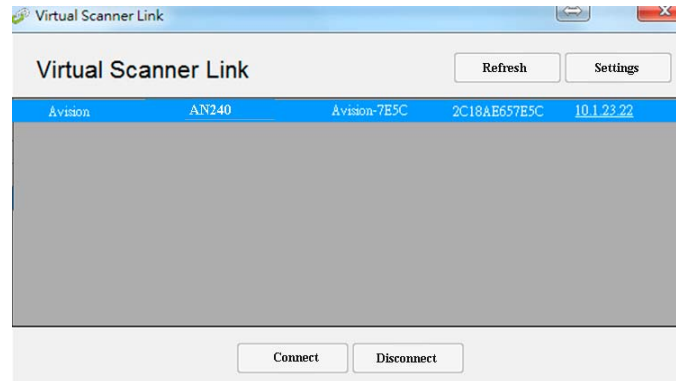 Virtual Scanner Link
Virtual Scanner Link Refresh Settings
Avision AN240 Avision-7E5C 2C18AE657E5C 10.1.23.22
Connect Disconnect